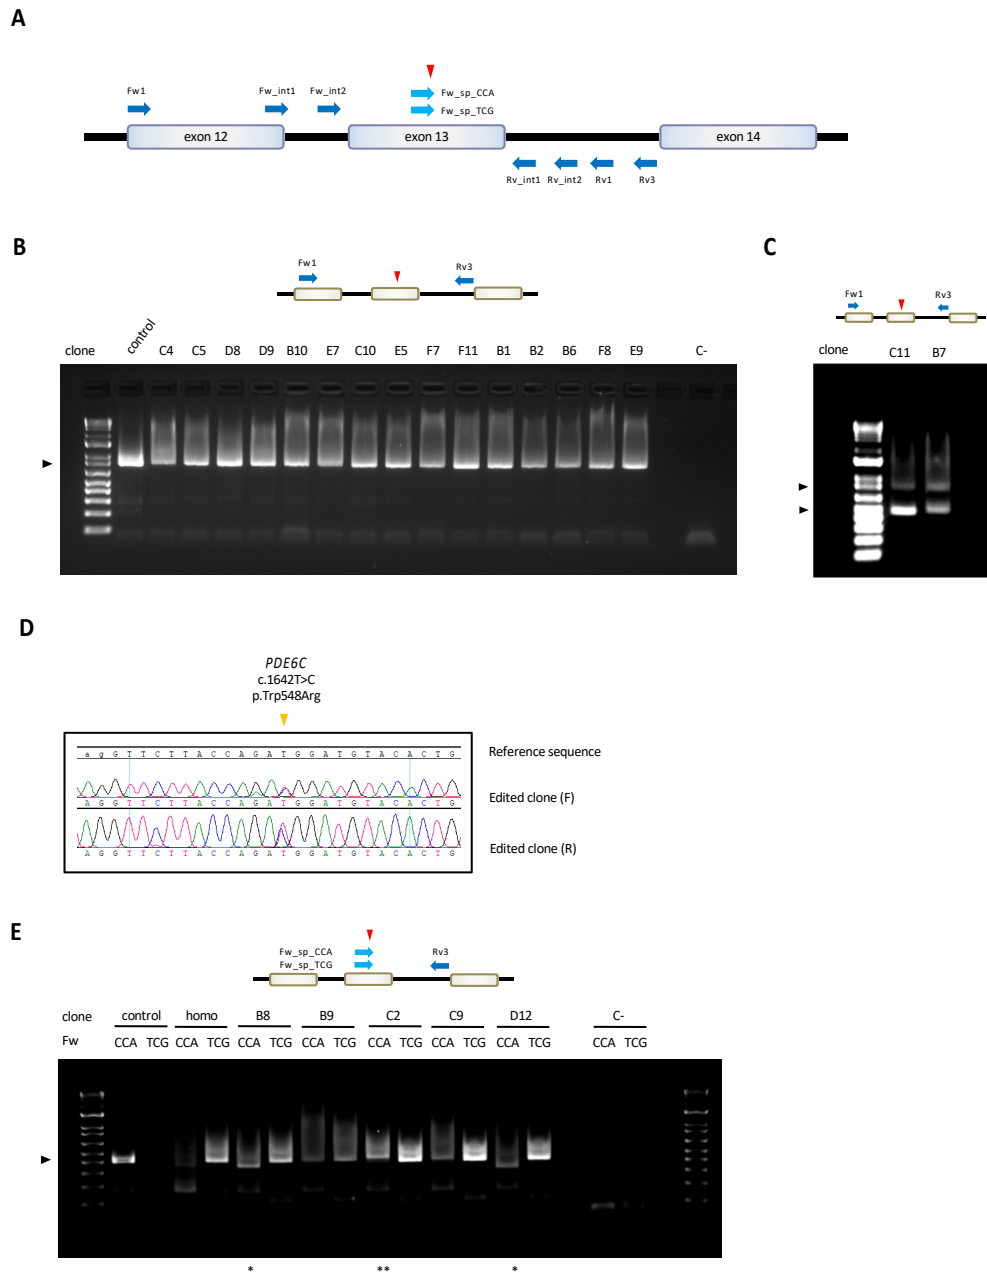 A
Fw1 Fw_int1 Fw_int2 Fw_sp_CCA
Fw_sp_TCG
exon 12 exon 13 exon 14
Rv_int1 Rv_int2 Rv1 Rv3
B
Fw1 Rv3
clone control C4 C5 D8 D9 B10 E7 C10 E5 F7 F11 B1 B2 B6 F8 E9 C-
C
Fw1 Rv3
clone C11 B7
D
PDE6C
c.1642T>C
p.Trp548Arg
a g G T T C T T A C C A G A T G G A T G T A C A C T G Reference sequence
A G G T T C T T A C C A G A T G G A T G T A C A C T G Edited clone (F)
A G G T T C T T A C C A G A T G G A T G T A C A C T G Edited clone (R)
E
Fw_sp_CCA Rv3
Fw_sp_TCG
clone control homo B8 B9 C2 C9 D12 C-
Fw CCA TCG CCA TCG CCA TCG CCA TCG CCA TCG CCA TCG CCA TCG CCA TCG
* ** *